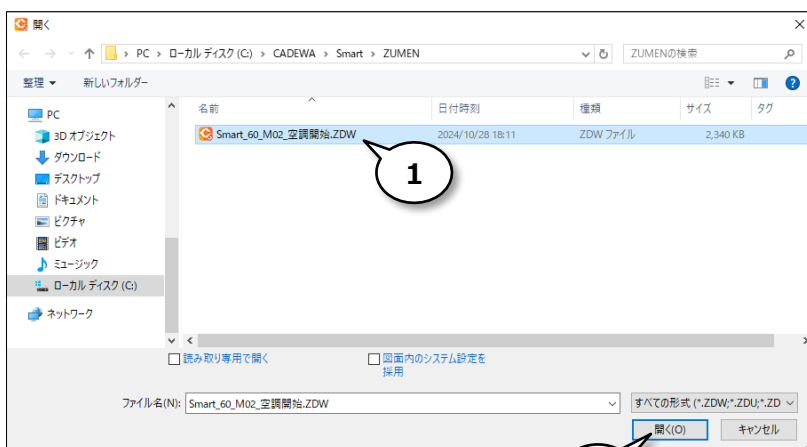 開く
PC > ローカル ディスク (C:) > CADEWA > Smart > ZUMEN
ZUMENの検索
整理 新しいフォルダー
名前 日付時刻 種類 サイズ タグ
Smart_60_M02_空調開始.ZDW 2024/10/28 18:11 ZDW ファイル 2,340 KB
1
PC
3D オブジェクト
ダウンロード
デスクトップ
ドキュメント
ピクチャ
ビデオ
ミュージック
ローカル ディスク (C:)
ネットワーク
読み取り専用で開く
図面内のシステム設定を
採用
ファイル名(N): Smart_60_M02_空調開始.ZDW
すべての形式 (*.ZDW;*.ZDU;*.ZD
開く(O) キャンセル